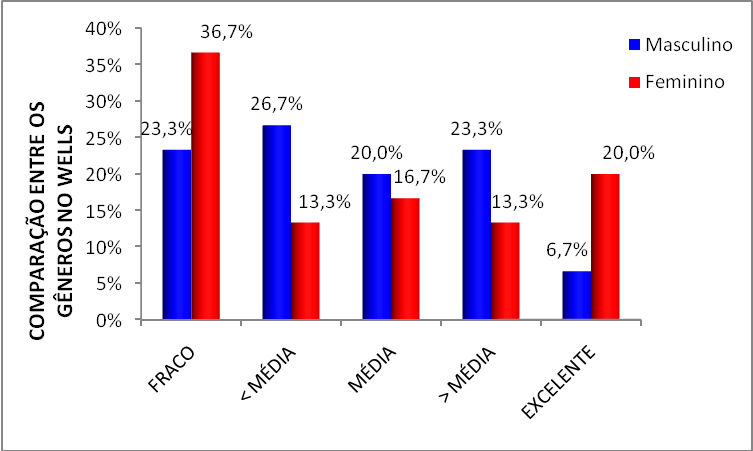 COMPARAÇÃO ENTRE OS
GÊNEROS NO WELLS
40%
35%
30%
25%
20%
15%
10%
5%
0%
23,3%
36,7%
26,7%
13,3%
20,0%
16,7%
23,3%
13,3%
6,7%
20,0%
FRACO
< MÉDIA
MÉDIA
> MÉDIA
EXCELENTE
Masculino
Feminino